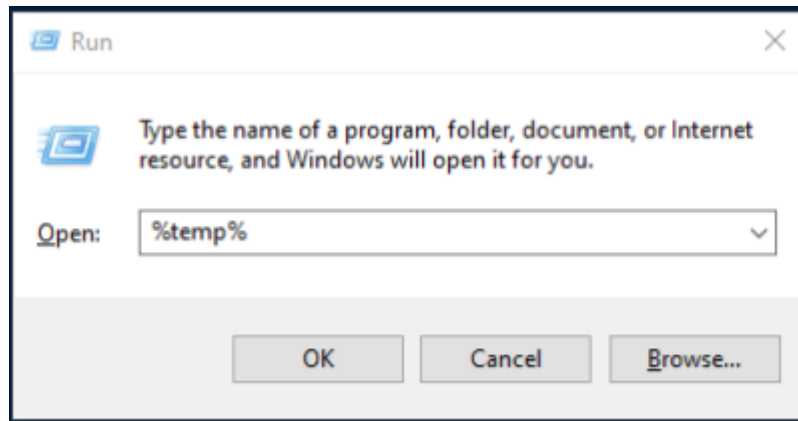 Run
Type the name of a program, folder, document, or Internet
resource, and Windows will open it for you.
Open: %temp%
OK Cancel Browse...